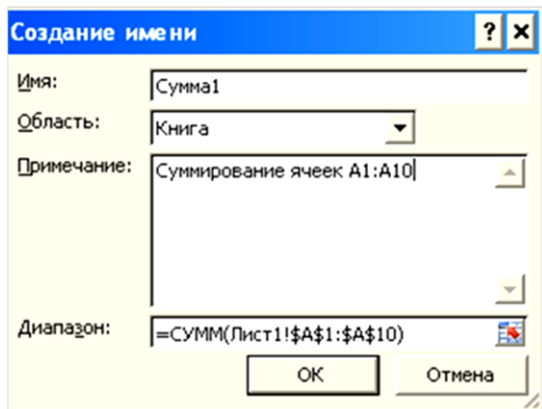 Создание имени
Имя: Сумма1
Область: Книга
Примечание: Суммирование ячеек A1:A10
Диапазон: =СУММ(Лист1!$A$1:$A$10)
ОК Отмена